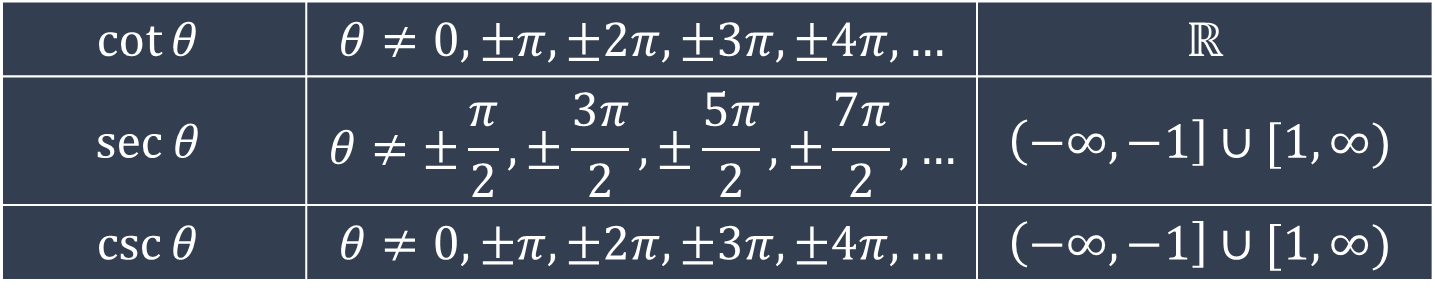 cot θ θ ≠ 0, ±π, ±2π, ±3π, ±4π, … ℝ
sec θ θ ≠ ±π/2, ±3π/2, ±5π/2, ±7π/2, … (−∞, −1] ∪ [1, ∞)
csc θ θ ≠ 0, ±π, ±2π, ±3π, ±4π, … (−∞, −1] ∪ [1, ∞)